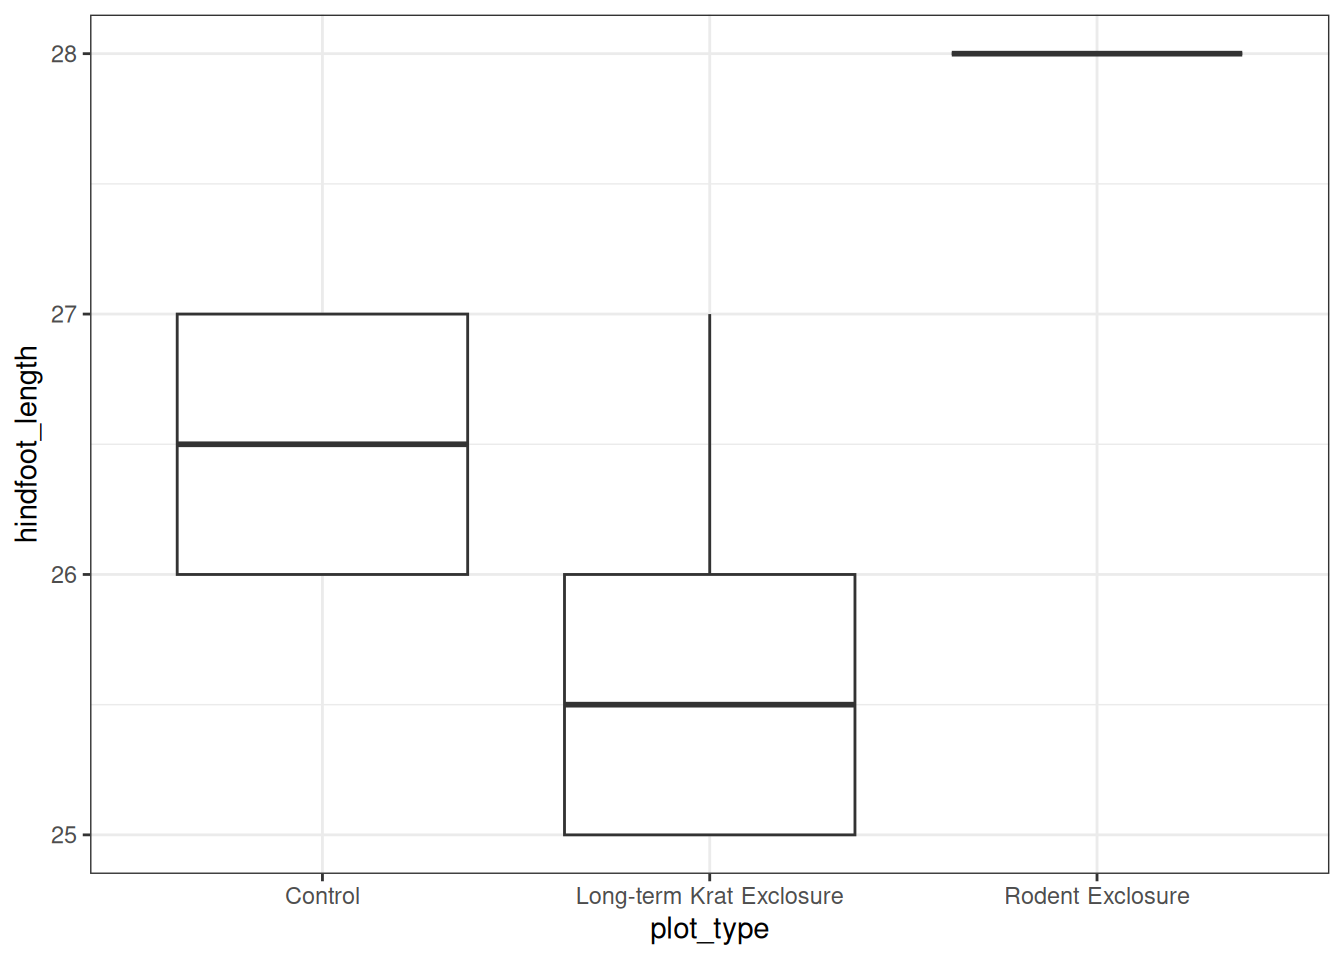 28
27
26
25
hindfoot_length
Control
Long-term Krat Exclosure
Rodent Exclosure
plot_type